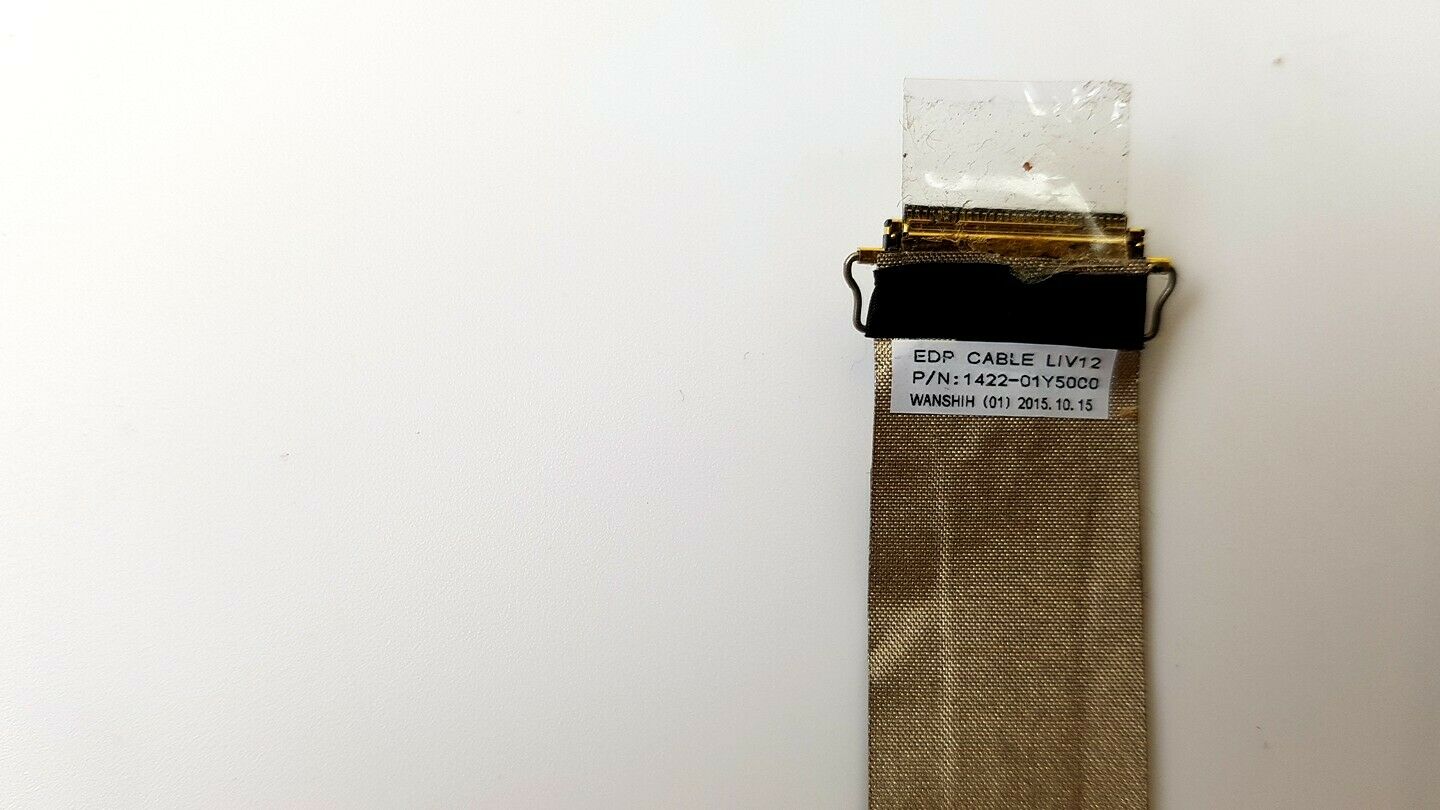 EDP CABLE LIV12
P/N:1422-01Y50C0
WANSHIH (01) 2015.10.15